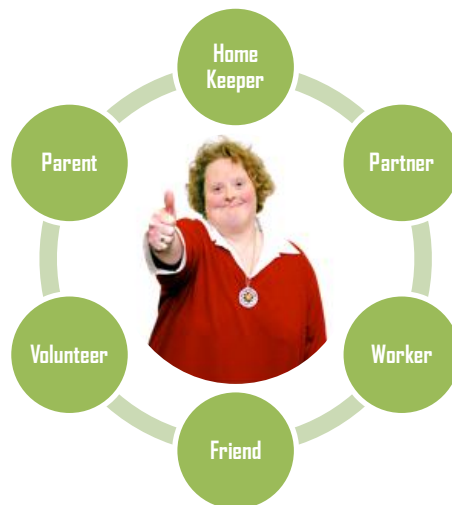 Home
Keeper
Partner
Worker
Friend
Volunteer
Parent